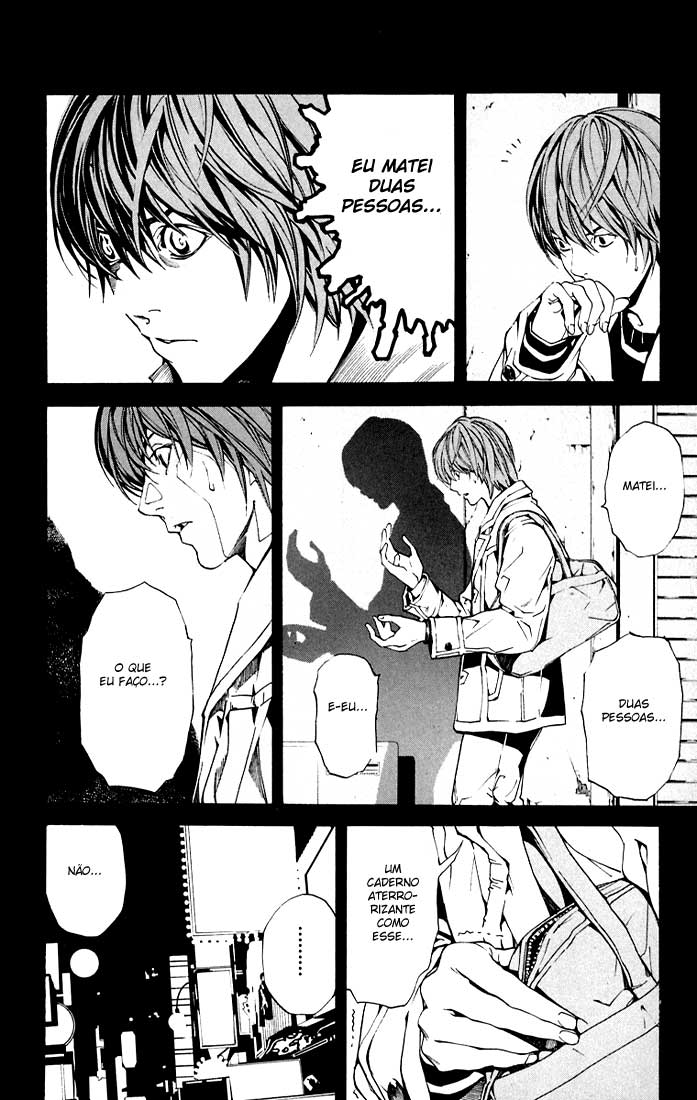 EU MATEI
DUAS
PESSOAS...
MATEI...
DUAS
PESSOAS...
E-EU...
O QUE
EU FAÇO...?
UM
CADERNO
ATERRO-
RIZANTE
COMO
ESSE...
........
NÃO...